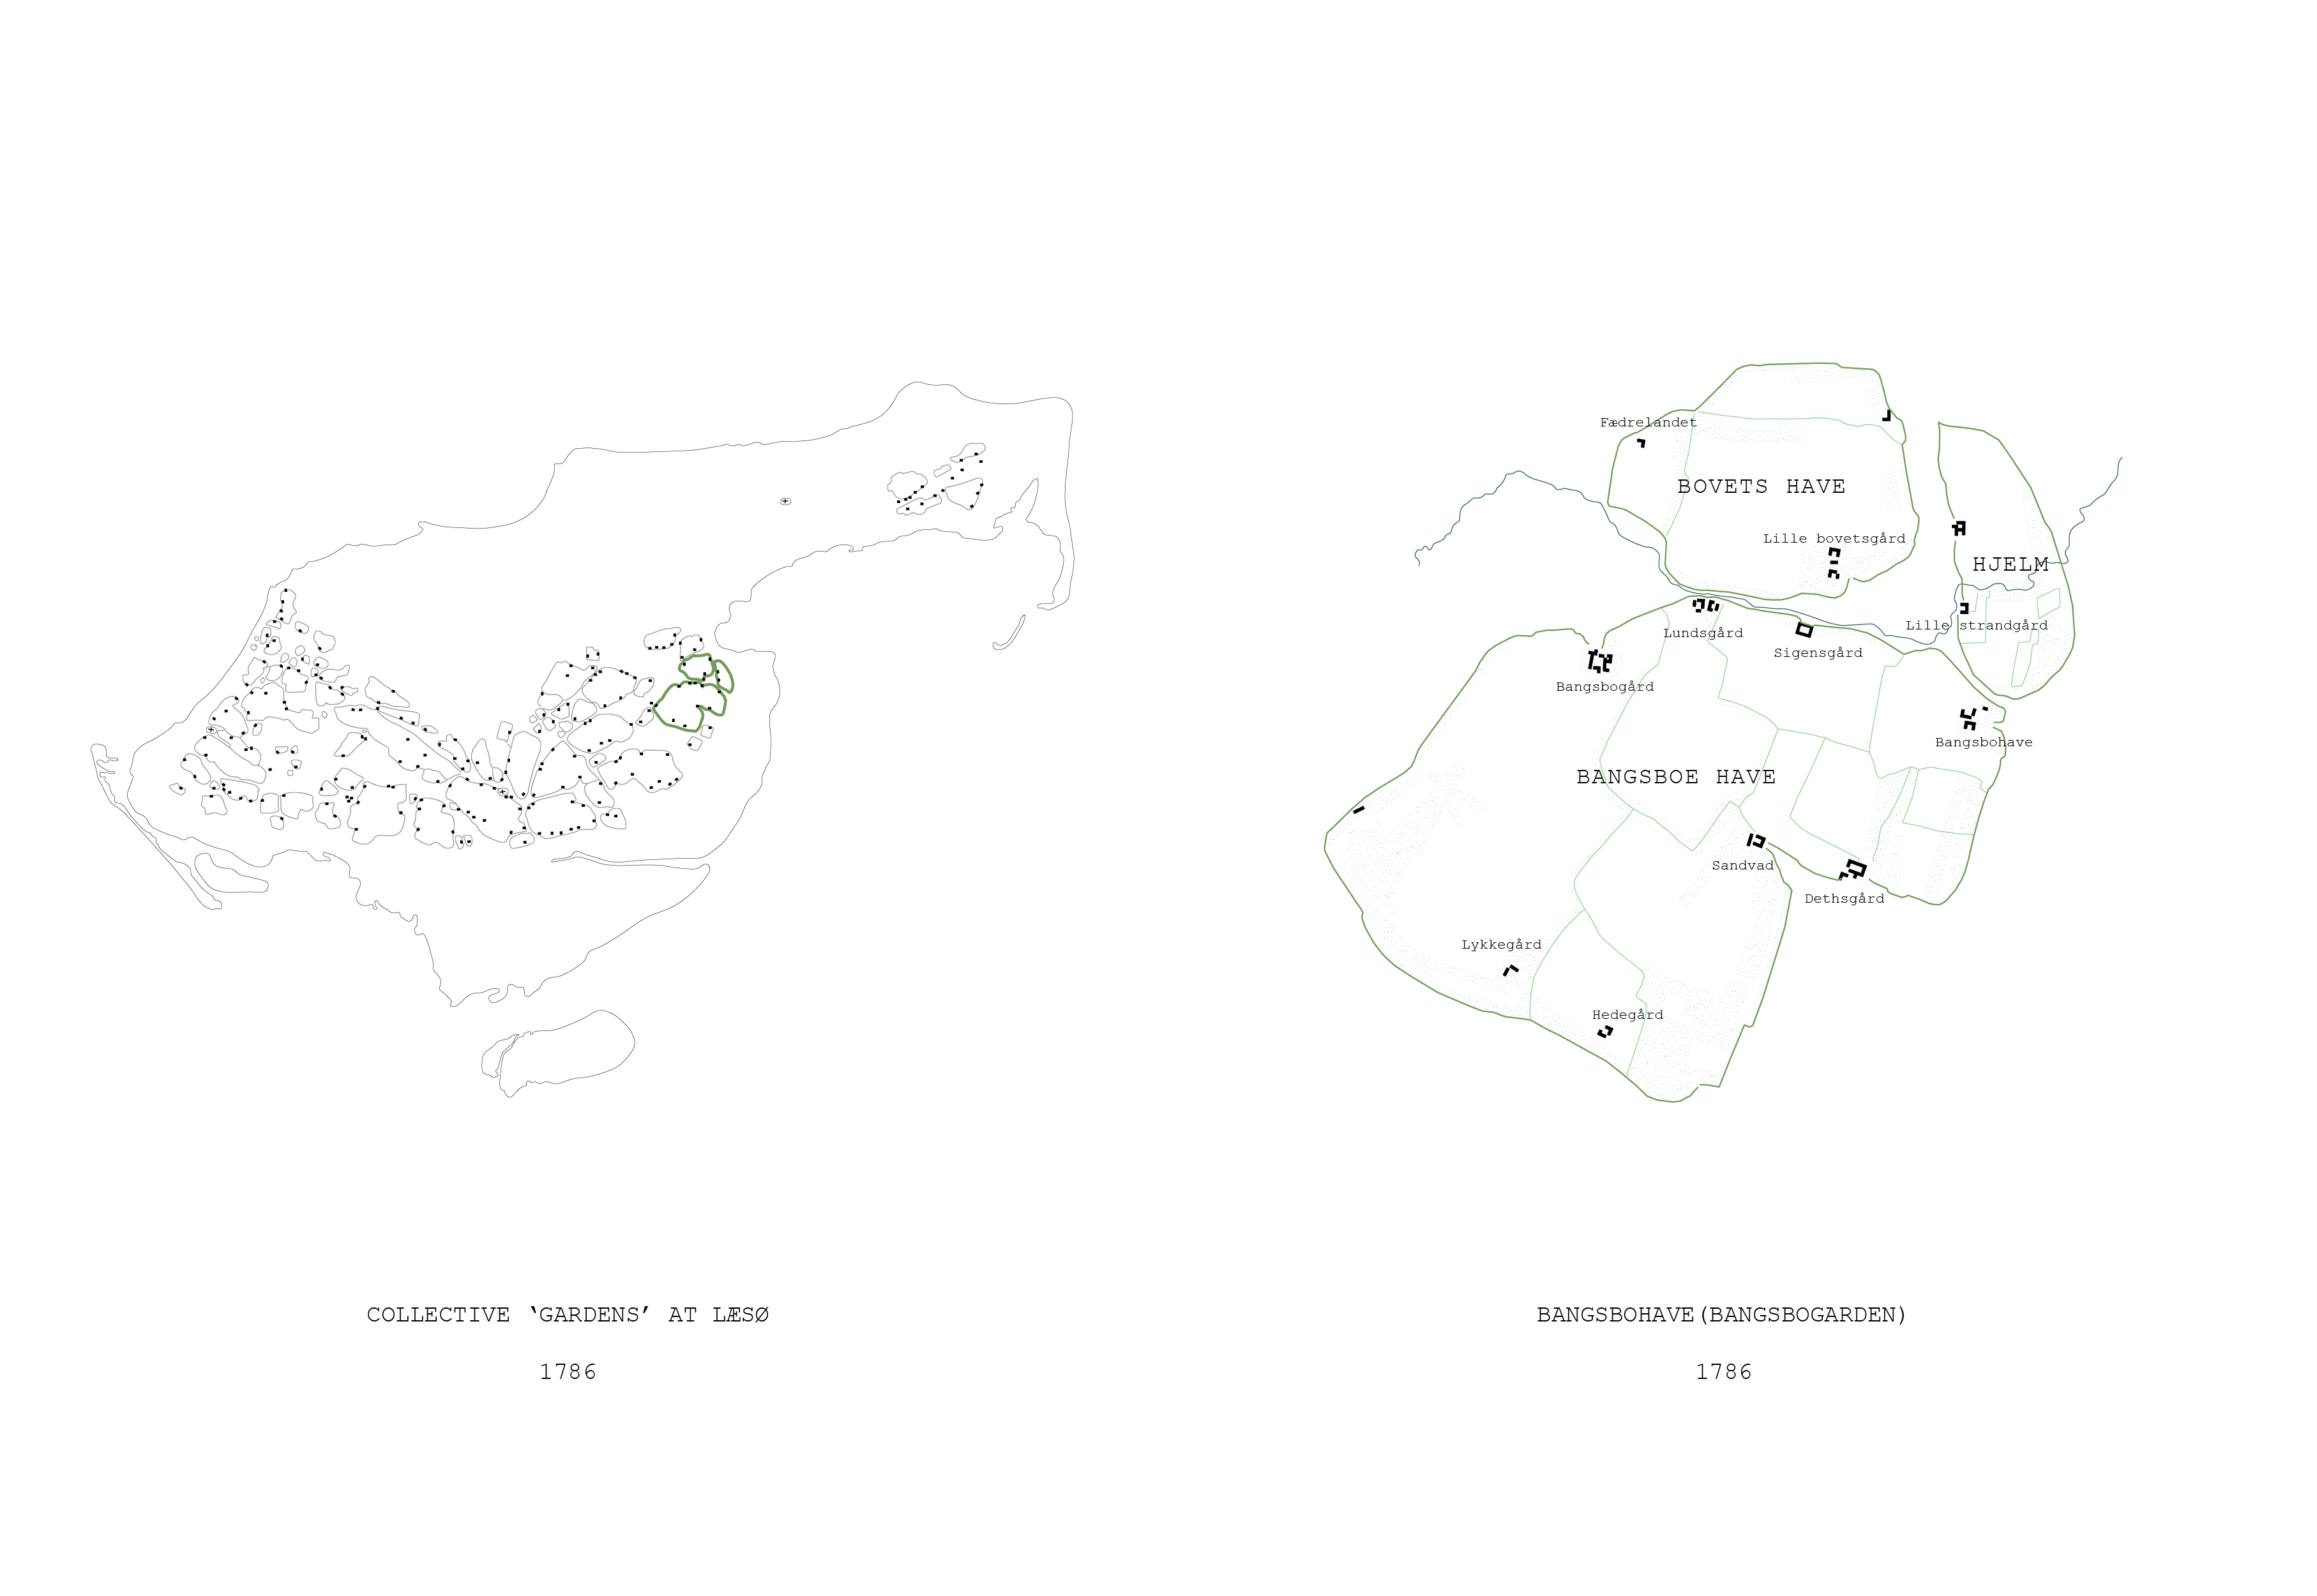 Fædrelandet
BOVETS HAVE
Lille bovetsgård
HJELM
Lundsgård
Lille strandgård
Sigensgård
Bangsbogård
Bangsbohave
BANGSBOE HAVE
Sandvad
Dethsgård
Lykkegård
Hedegård
COLLECTIVE ‘GARDENS’ AT LÆSØ
1786
BANGSBOHAVE(BANGSBOGARDEN)
1786